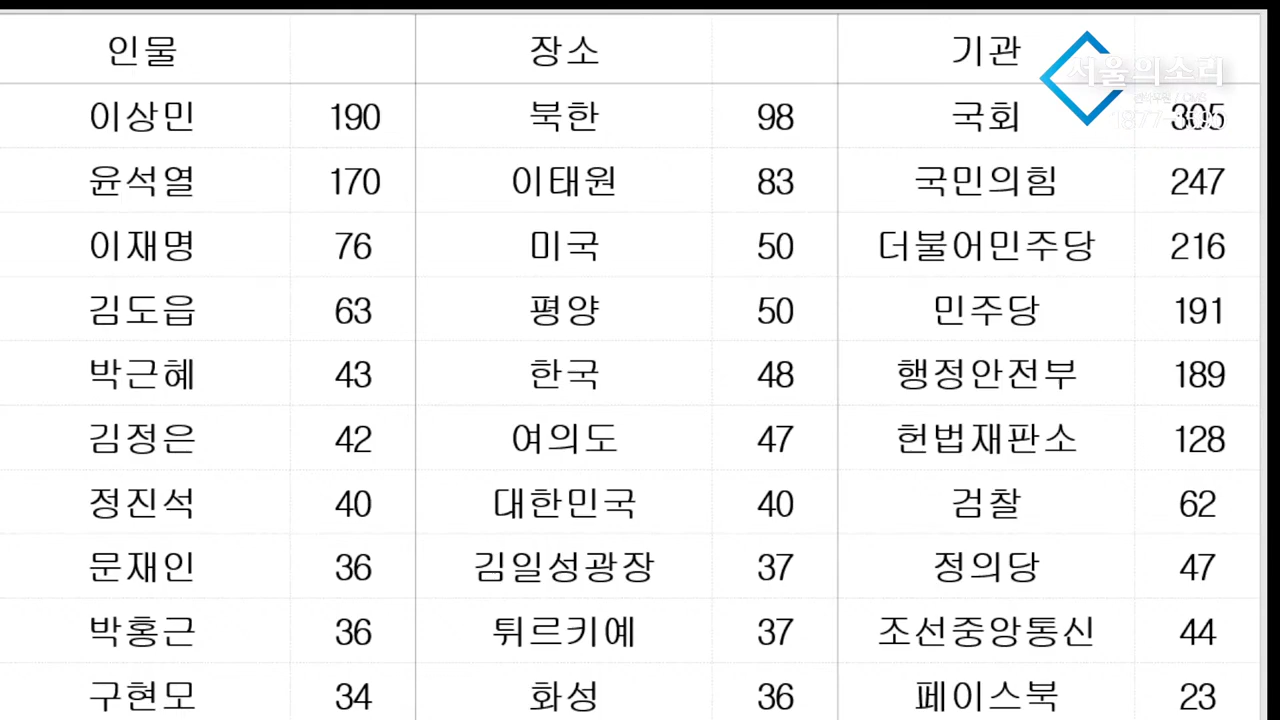 인물 장소 기관
서울의소리
이상민 190 북한 98 국회 305
윤석열 170 이태원 83 국민의힘 247
이재명 76 미국 50 더불어민주당 216
김도읍 63 평양 50 민주당 191
박근혜 43 한국 48 행정안전부 189
김정은 42 여의도 47 헌법재판소 128
정진석 40 대한민국 40 검찰 62
문재인 36 김일성광장 37 정의당 47
박홍근 36 튀르키예 37 조선중앙통신 44
구현모 34 화성 36 페이스북 23